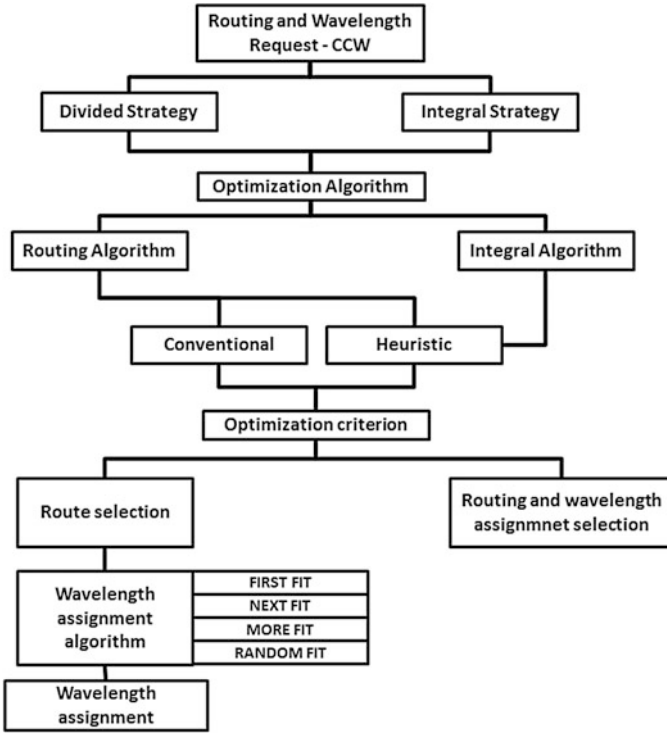 Routing and Wavelength
Request - CCW
Divided Strategy
Integral Strategy
Optimization Algorithm
Routing Algorithm
Integral Algorithm
Conventional
Heuristic
Optimization criterion
Route selection
Routing and wavelength
assignmnet selection
Wavelength
assignment
algorithm
FIRST FIT
NEXT FIT
MORE FIT
RANDOM FIT
Wavelength
assignment